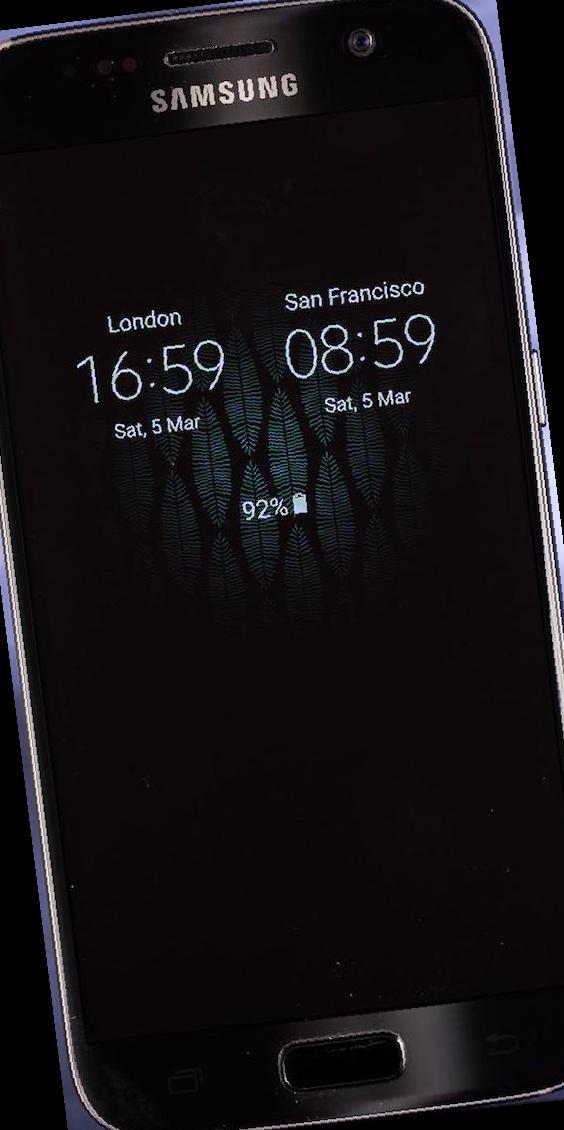 SAMSUNG
London
16:59
Sat, 5 Mar
San Francisco
08:59
Sat, 5 Mar
92%